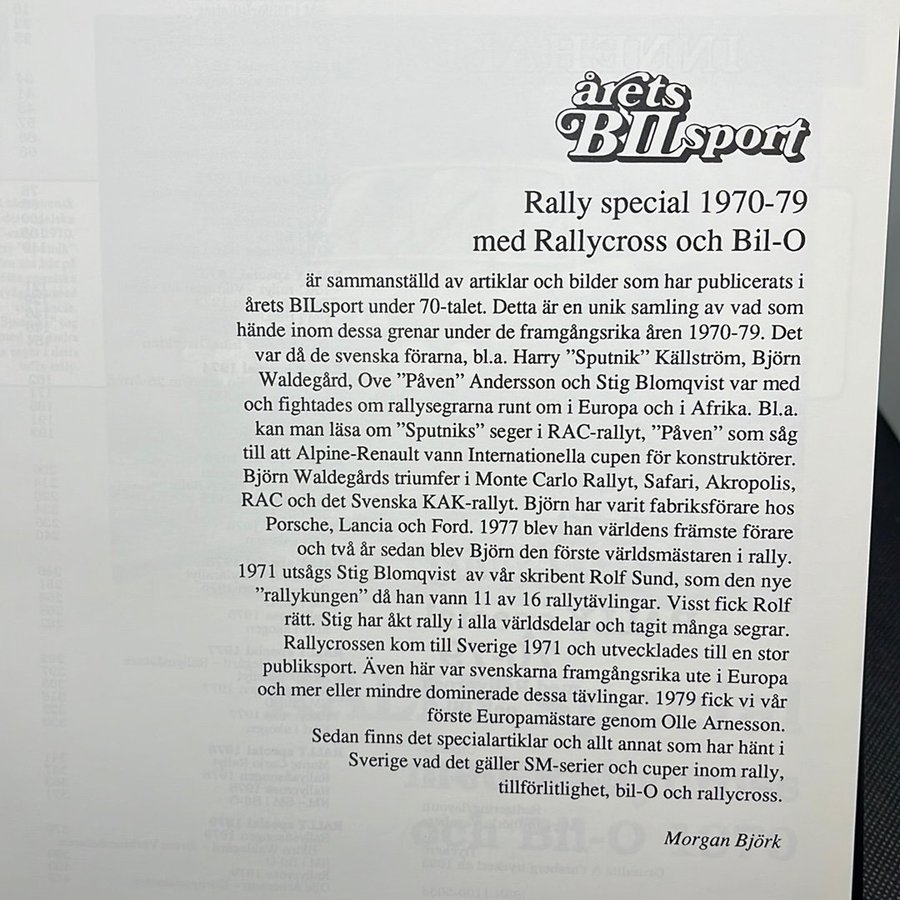 årets
BILsport
Rally special 1970-79
med Rallycross och Bil-O
är sammanställd av artiklar och bilder som har publicerats i
årets BILsport under 70-talet. Detta är en unik samling av vad som
hände inom dessa grenar under de framgångsrika åren 1970-79. Det
var då de svenska förarna, bl.a. Harry ”Sputnik” Källström, Björn
Waldegård, Ove ”Påven” Andersson och Stig Blomqvist var med
och fightades om rallysegrarna runt om i Europa och i Afrika. Bl.a.
kan man läsa om ”Sputniks” seger i RAC-rallyt, ”Påven” som såg
till att Alpine-Renault vann Internationella cupen för konstruktörer.
Björn Waldegårds triumfer i Monte Carlo Rallyt, Safari, Akropolis,
RAC och det Svenska KAK-rallyt. Björn har varit fabriksförare hos
Porsche, Lancia och Ford. 1977 blev han världens främste förare
och två år sedan blev Björn den förste världsmästaren i rally.
1971 utsågs Stig Blomqvist av vår skribent Rolf Sund, som den nye
”rallykungen” då han vann 11 av 16 rallytävlingar. Visst fick Rolf
rätt. Stig har åkt rally i alla världsdelar och tagit många segrar.
Rallycrossen kom till Sverige 1971 och utvecklades till en stor
publiksport. Även här var svenskarna framgångsrika ute i Europa
och mer eller mindre dominerade dessa tävlingar. 1979 fick vi vår
förste Europamästare genom Olle Arnesson.
Sedan finns det specialartiklar och allt annat som har hänt i
Sverige vad det gäller SM-serier och cuper inom rally,
tillförlitlighet, bil-O och rallycross.
Morgan Björk